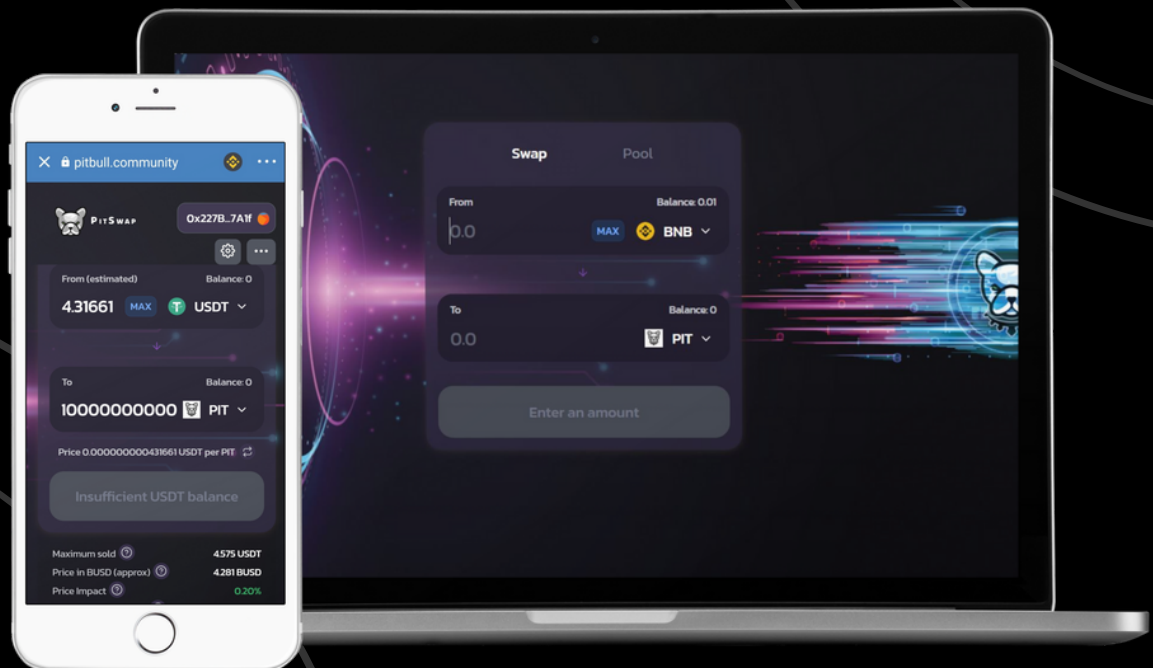 pitbull.community
PITSWAP
0x227B...7A1f
From (estimated) Balance: 0
4.31661 MAX USDT
To Balance: 0
10000000000 PIT
Price 0.000000000431661 USDT per PIT
Insufficient USDT balance
Maximum sold 4.575 USDT
Price in BUSD (approx) 4.281 BUSD
Price Impact 0.20%
Swap Pool
From Balance: 0.01
0.0 MAX BNB
To Balance: 0
0.0 PIT
Enter an amount